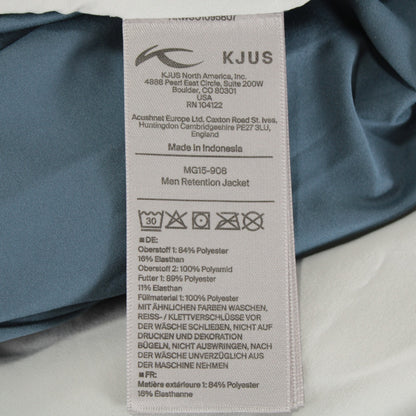 KJUS
KJUS North America, Inc.
4888 Pearl East Circle, Suite 200W
Boulder, CO 80301
USA
RN 104122
Acushnet Europe Ltd, Caxton Road St. Ives,
Huntingdon Cambridgeshire PE27 3LU,
England
Made in Indonesia
MG15-908
Men Retention Jacket
30
DE:
Oberstoff 1: 84% Polyester
16% Elasthan
Oberstoff 2: 100% Polyamid
Futter 1: 89% Polyester
11% Elasthan
Füllmaterial 1: 100% Polyester
MIT ÄHNLICHEN FARBEN WASCHEN,
REISS- / KLETTVERSCHLÜSSE VOR
DER WÄSCHE SCHLIEßEN, NICHT AUF
DRUCKEN UND DEKORATION
BÜGELN, NICHT AUSWRINGEN, NACH
DER WÄSCHE UNVERZÜGLICH AUS
DER MASCHINE NEHMEN
FR:
Matière extérieure 1: 84% Polyester
16% Élasthanne